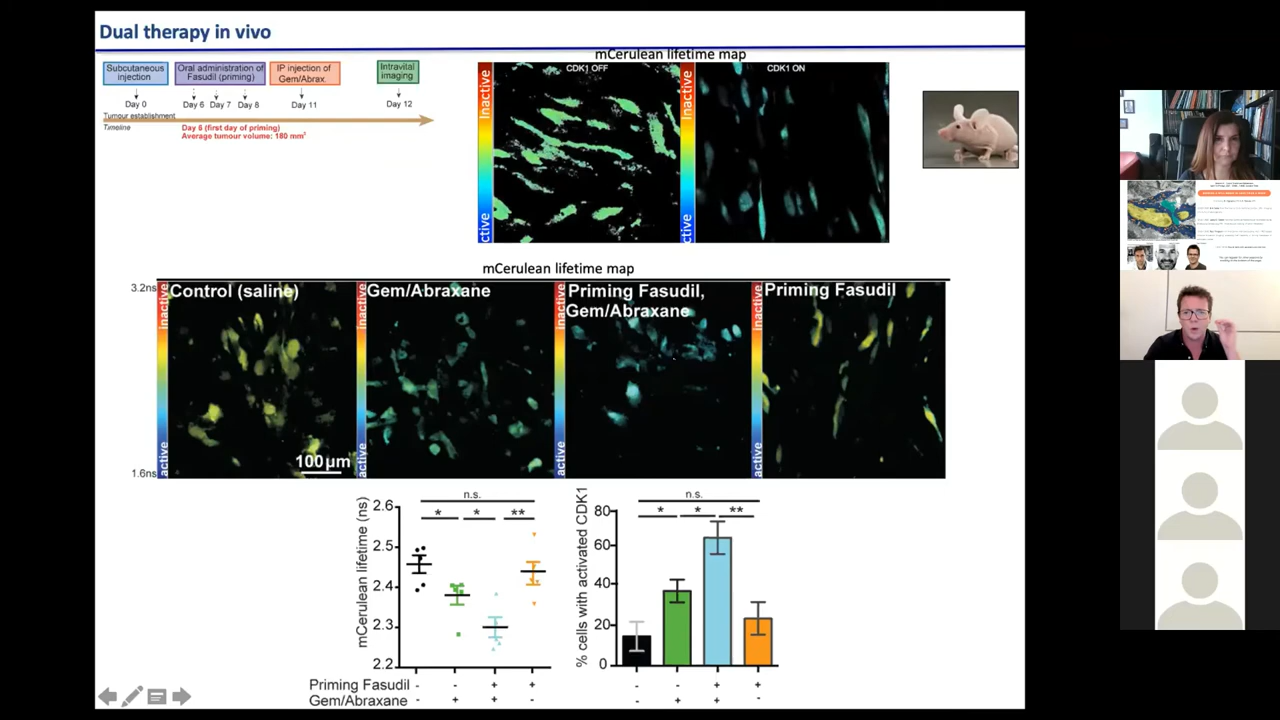 Dual therapy in vivo
Subcutaneous
injection
Oral administration of
Fasudil (priming)
IP injection of
Gem/Abrax.
Intravital
imaging
Day 0
Day 6
Day 7
Day 8
Day 11
Day 12
Tumour establishment
Timeline
Day 6 (first day of priming)
Average tumour volume: 180 mm³
mCerulean lifetime map
CDK1 OFF
CDK1 ON
Inactive
ctive
Inactive
ctive
mCerulean lifetime map
3.2ns
1.6ns
Control (saline)
Gem/Abraxane
Priming Fasudil,
Gem/Abraxane
Priming Fasudil
inactive
active
inactive
active
inactive
active
inactive
active
100µm
mCerulean lifetime (ns)
2.6
2.5
2.4
2.3
2.2
n.s.
* * **
% cells with activated CDK1
80
60
40
20
0
n.s.
* * **
Priming Fasudil - - + + - - + +
Gem/Abraxane - + + - - + + -